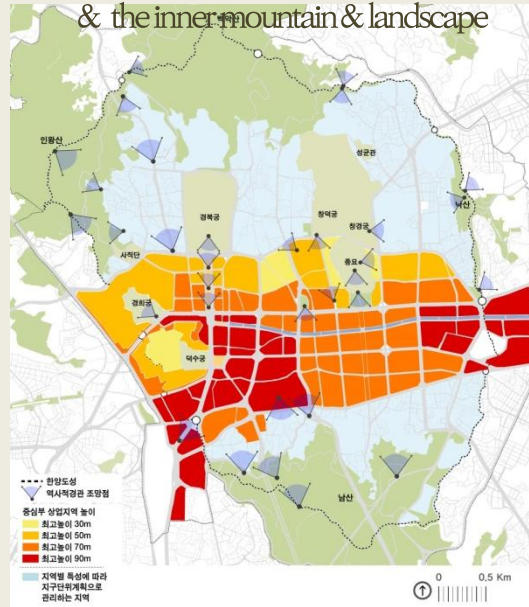 & the inner mountain & landscape
인왕산
성균관
낙산
경복궁
창덕궁
창경궁
사직단
종묘
경희궁
덕수궁
남산
한양도성
역사적경관 조망점
중심부 상업지역 높이
최고높이 30m
최고높이 50m
최고높이 70m
최고높이 90m
지역별 특성에 따라
지구단위계획으로
관리하는 지역
0 0,5 Km